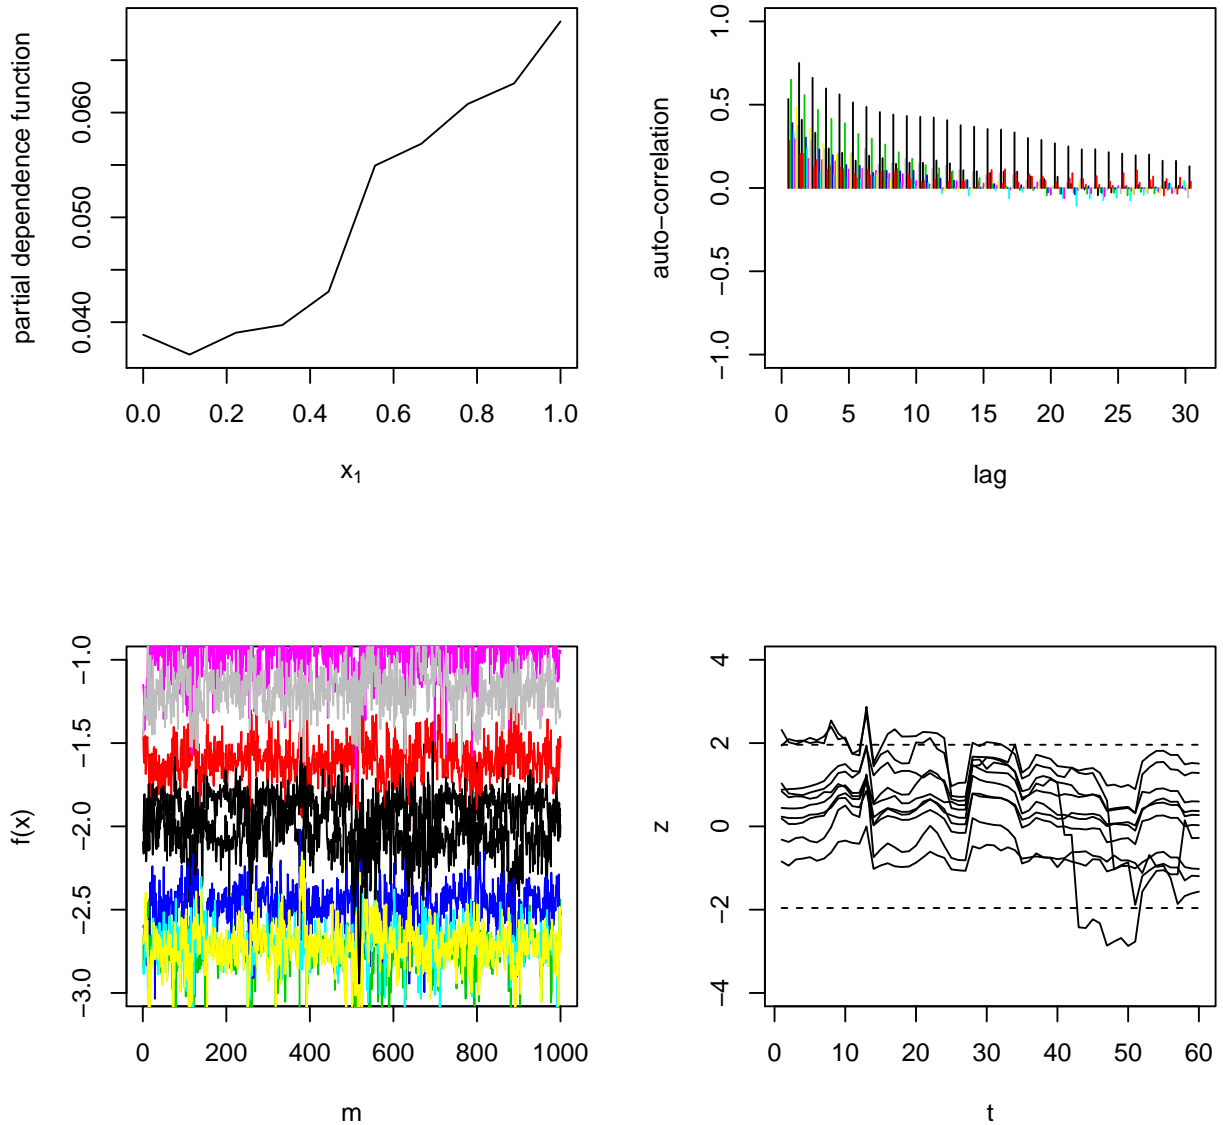 partial dependence function
0.060
0.050
0.040
0.0 0.2 0.4 0.6 0.8 1.0
x₁
auto−correlation
1.0
0.5
0.0
−0.5
−1.0
0 5 10 15 20 25 30
lag
f(x)
−1.0
−1.5
−2.0
−2.5
−3.0
0 200 400 600 800 1000
m
z
4
2
0
−2
−4
0 10 20 30 40 50 60
t